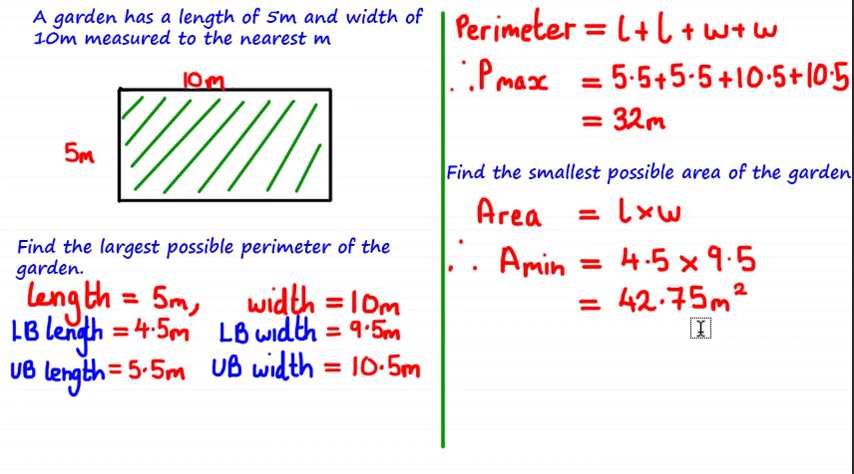 A garden has a length of 5m and width of
10m measured to the nearest m
10m
5m
Find the largest possible perimeter of the
garden.
length = 5m, width = 10m
LB length = 4.5m LB width = 9.5m
UB length = 5.5m UB width = 10.5m
Perimeter = l + l + w + w
∴ Pmax = 5.5+5.5+10.5+10.5
= 32m
Find the smallest possible area of the garden
Area = l x w
∴ Amin = 4.5 x 9.5
= 42.75m²